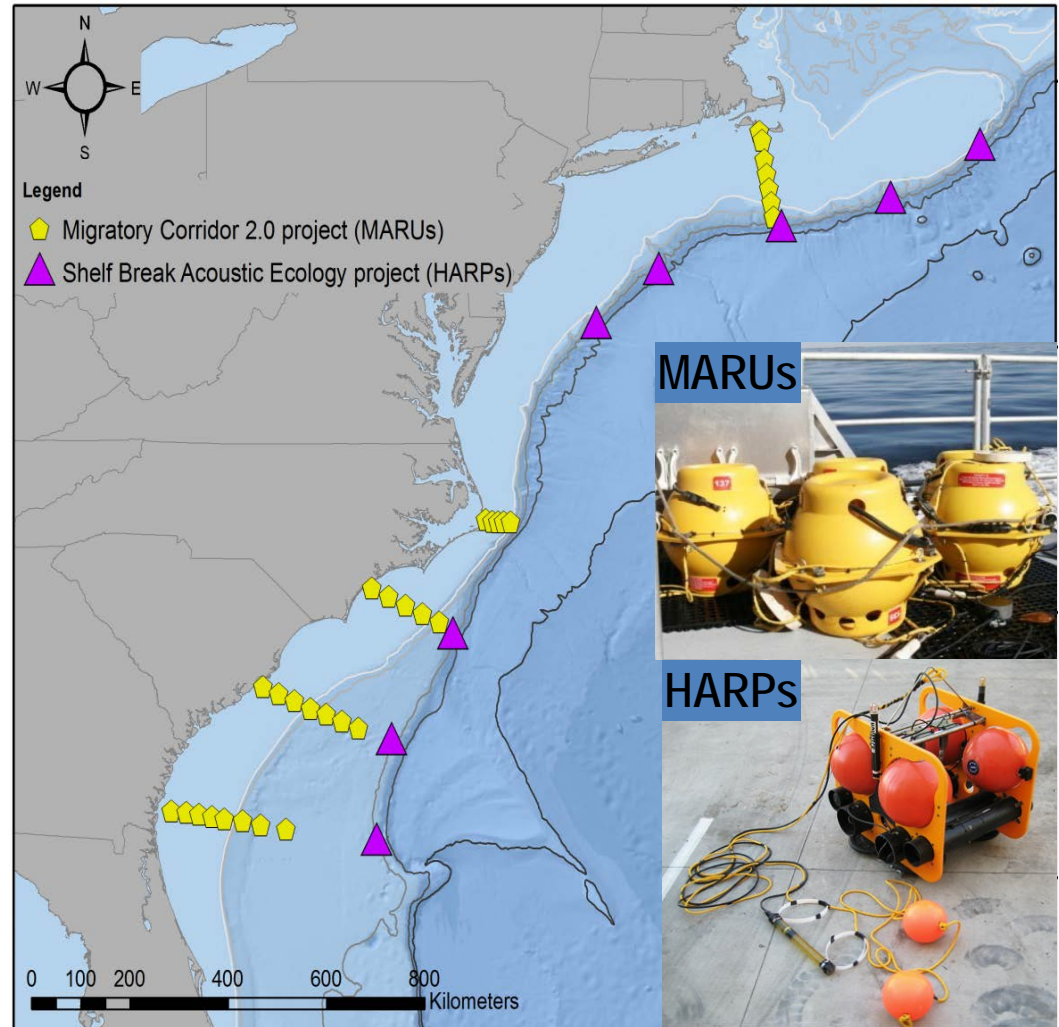 N
W E
S
Legend
Migratory Corridor 2.0 project (MARUs)
Shelf Break Acoustic Ecology project (HARPs)
MARUs
137
HARPs
0 100 200 400 600 800
Kilometers